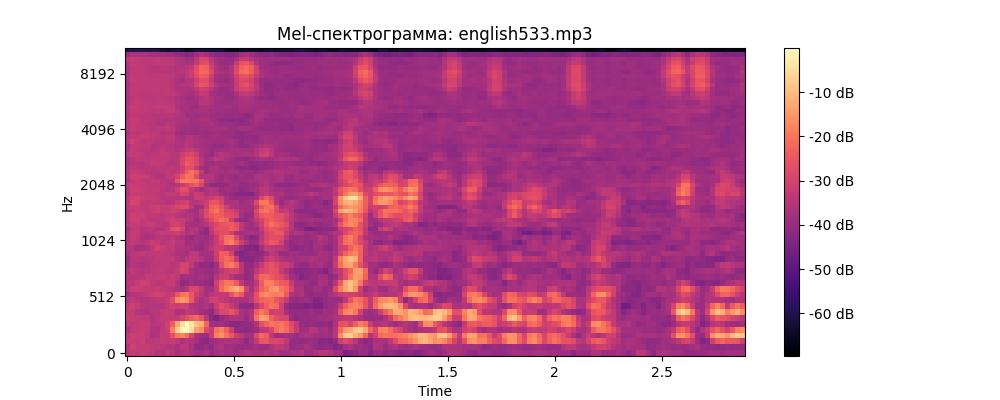 Mel-спектрограмма: english533.mp3
8192
4096
2048
1024
512
0
Hz
0 0.5 1 1.5 2 2.5
Time
-10 dB
-20 dB
-30 dB
-40 dB
-50 dB
-60 dB